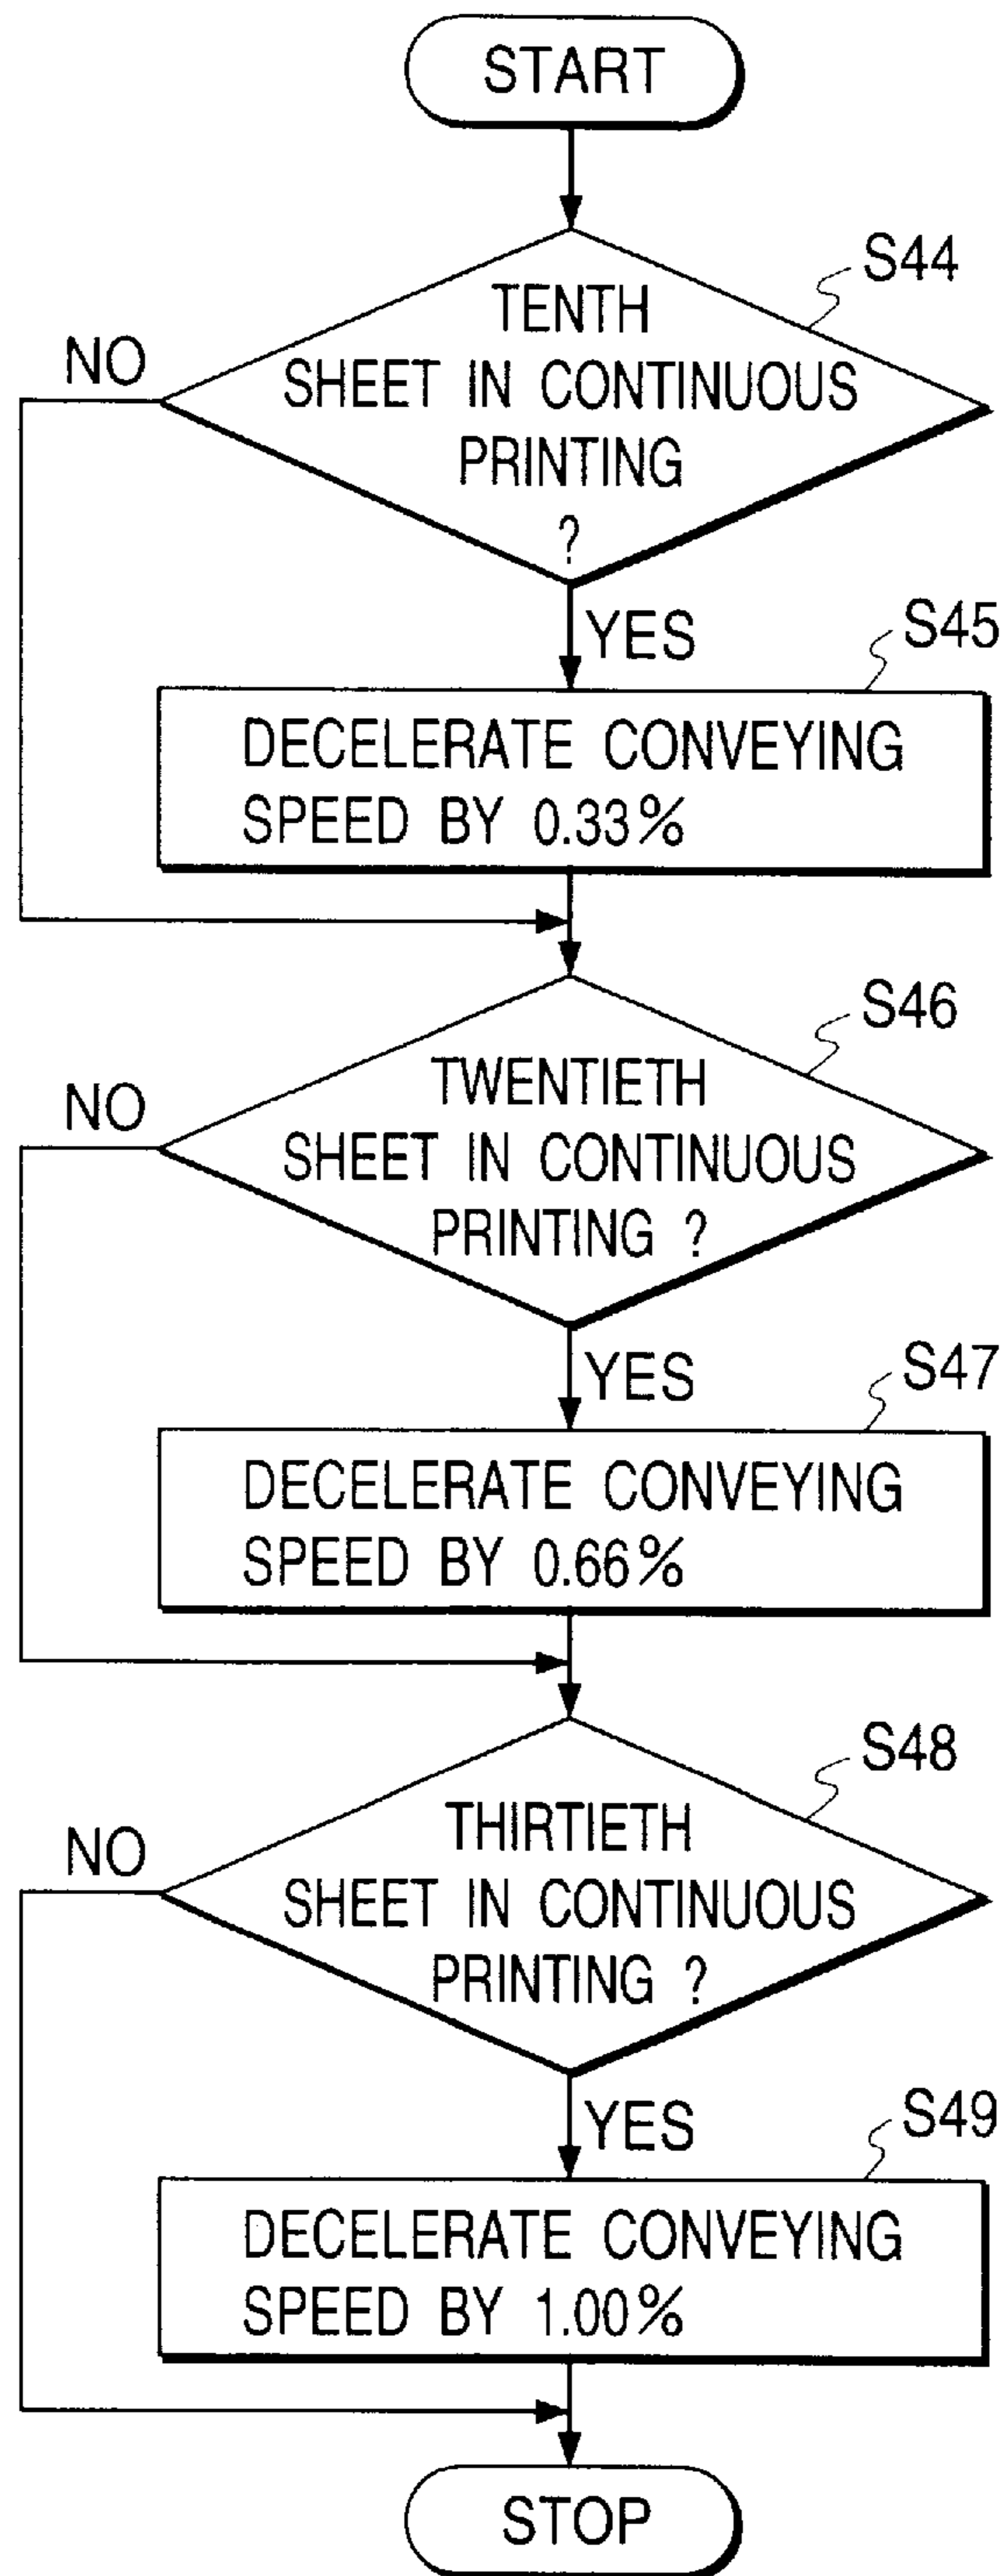 START
S44
TENTH
SHEET IN CONTINUOUS
PRINTING
?
NO
YES
S45
DECELERATE CONVEYING
SPEED BY 0.33%
S46
TWENTIETH
SHEET IN CONTINUOUS
PRINTING ?
NO
YES
S47
DECELERATE CONVEYING
SPEED BY 0.66%
S48
THIRTIETH
SHEET IN CONTINUOUS
PRINTING ?
NO
YES
S49
DECELERATE CONVEYING
SPEED BY 1.00%
STOP